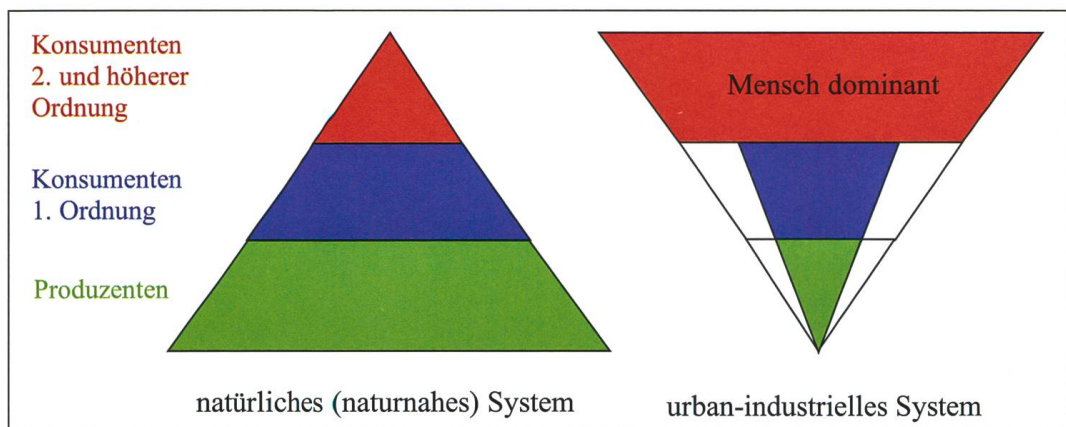 Konsumenten
2. und höherer
Ordnung
Mensch dominant
Konsumenten
1. Ordnung
Produzenten
natürliches (naturnahes) System
urban-industrielles System